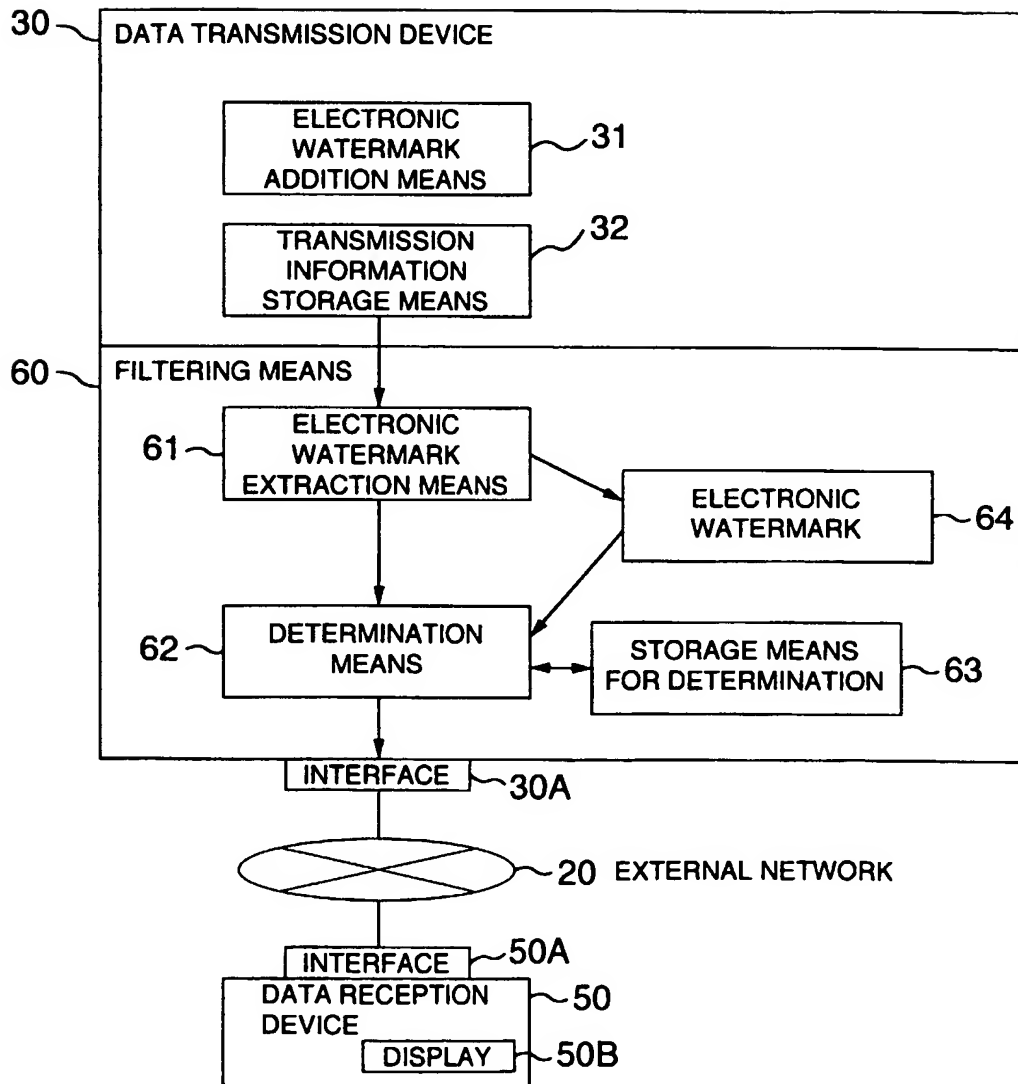 30
DATA TRANSMISSION DEVICE
ELECTRONIC
WATERMARK
ADDITION MEANS
31
TRANSMISSION
INFORMATION
STORAGE MEANS
32
60
FILTERING MEANS
61
ELECTRONIC
WATERMARK
EXTRACTION MEANS
ELECTRONIC
WATERMARK
64
62
DETERMINATION
MEANS
STORAGE MEANS
FOR DETERMINATION
63
INTERFACE
30A
20 EXTERNAL NETWORK
INTERFACE
50A
DATA RECEPTION
DEVICE
50
DISPLAY
50B